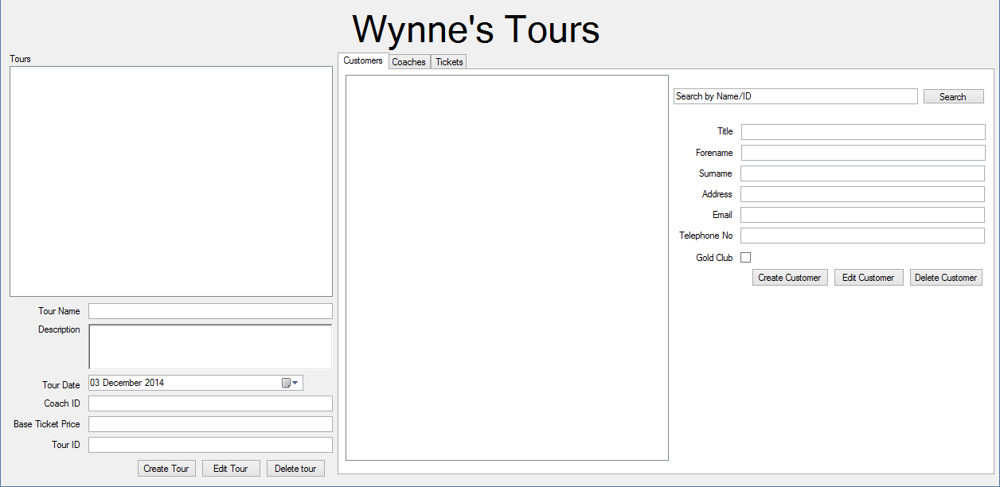 Wynne's Tours
Tours
Tour Name
Description
Tour Date 03 December 2014
Coach ID
Base Ticket Price
Tour ID
Create Tour Edit Tour Delete tour
Customers Coaches Tickets
Search by Name/ID Search
Title
Forename
Surname
Address
Email
Telephone No
Gold Club
Create Customer Edit Customer Delete Customer